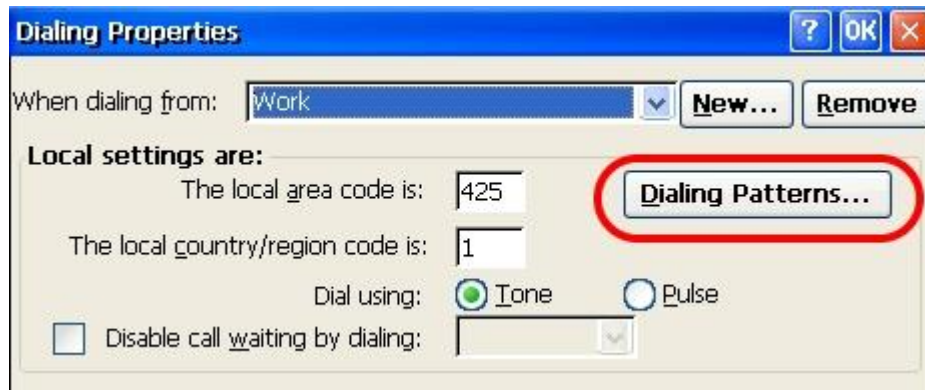 Dialing Properties ? OK
When dialing from: Work New... Remove
Local settings are:
The local area code is: 425 Dialing Patterns...
The local country/region code is: 1
Dial using: Tone Pulse
Disable call waiting by dialing: